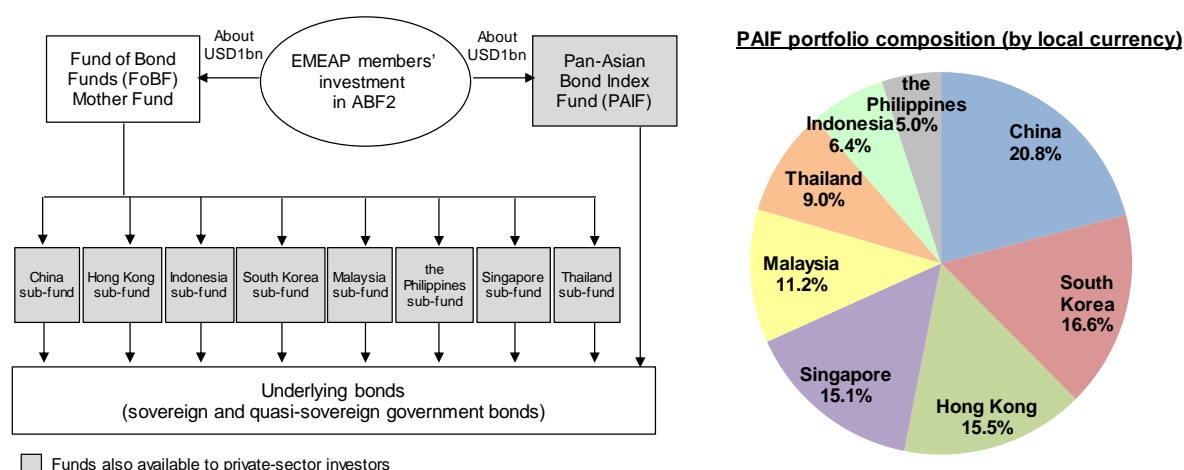 About
USD1bn
About
USD1bn
Fund of Bond
Funds (FoBF)
Mother Fund
EMEAP members'
investment
in ABF2
Pan-Asian
Bond Index
Fund (PAIF)
China
sub-fund
Hong Kong
sub-fund
Indonesia
sub-fund
South Korea
sub-fund
Malaysia
sub-fund
the
Philippines
sub-fund
Singapore
sub-fund
Thailand
sub-fund
Underlying bonds
(sovereign and quasi-sovereign government bonds)
Funds also available to private-sector investors
PAIF portfolio composition (by local currency)
China
20.8%
South
Korea
16.6%
Hong Kong
15.5%
Singapore
15.1%
Malaysia
11.2%
Thailand
9.0%
Indonesia
6.4%
the
Philippines
5.0%